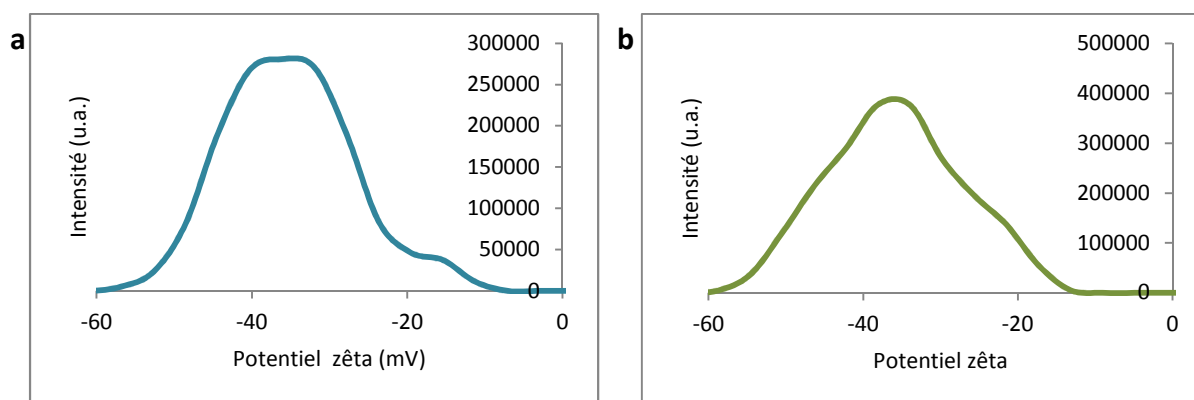 a
300000
250000
200000
150000
100000
50000
0
Intensité (u.a.)
-60 -40 -20 0
Potentiel zêta (mV)
b
500000
400000
300000
200000
100000
0
Intensité (u.a.)
-60 -40 -20 0
Potentiel zêta